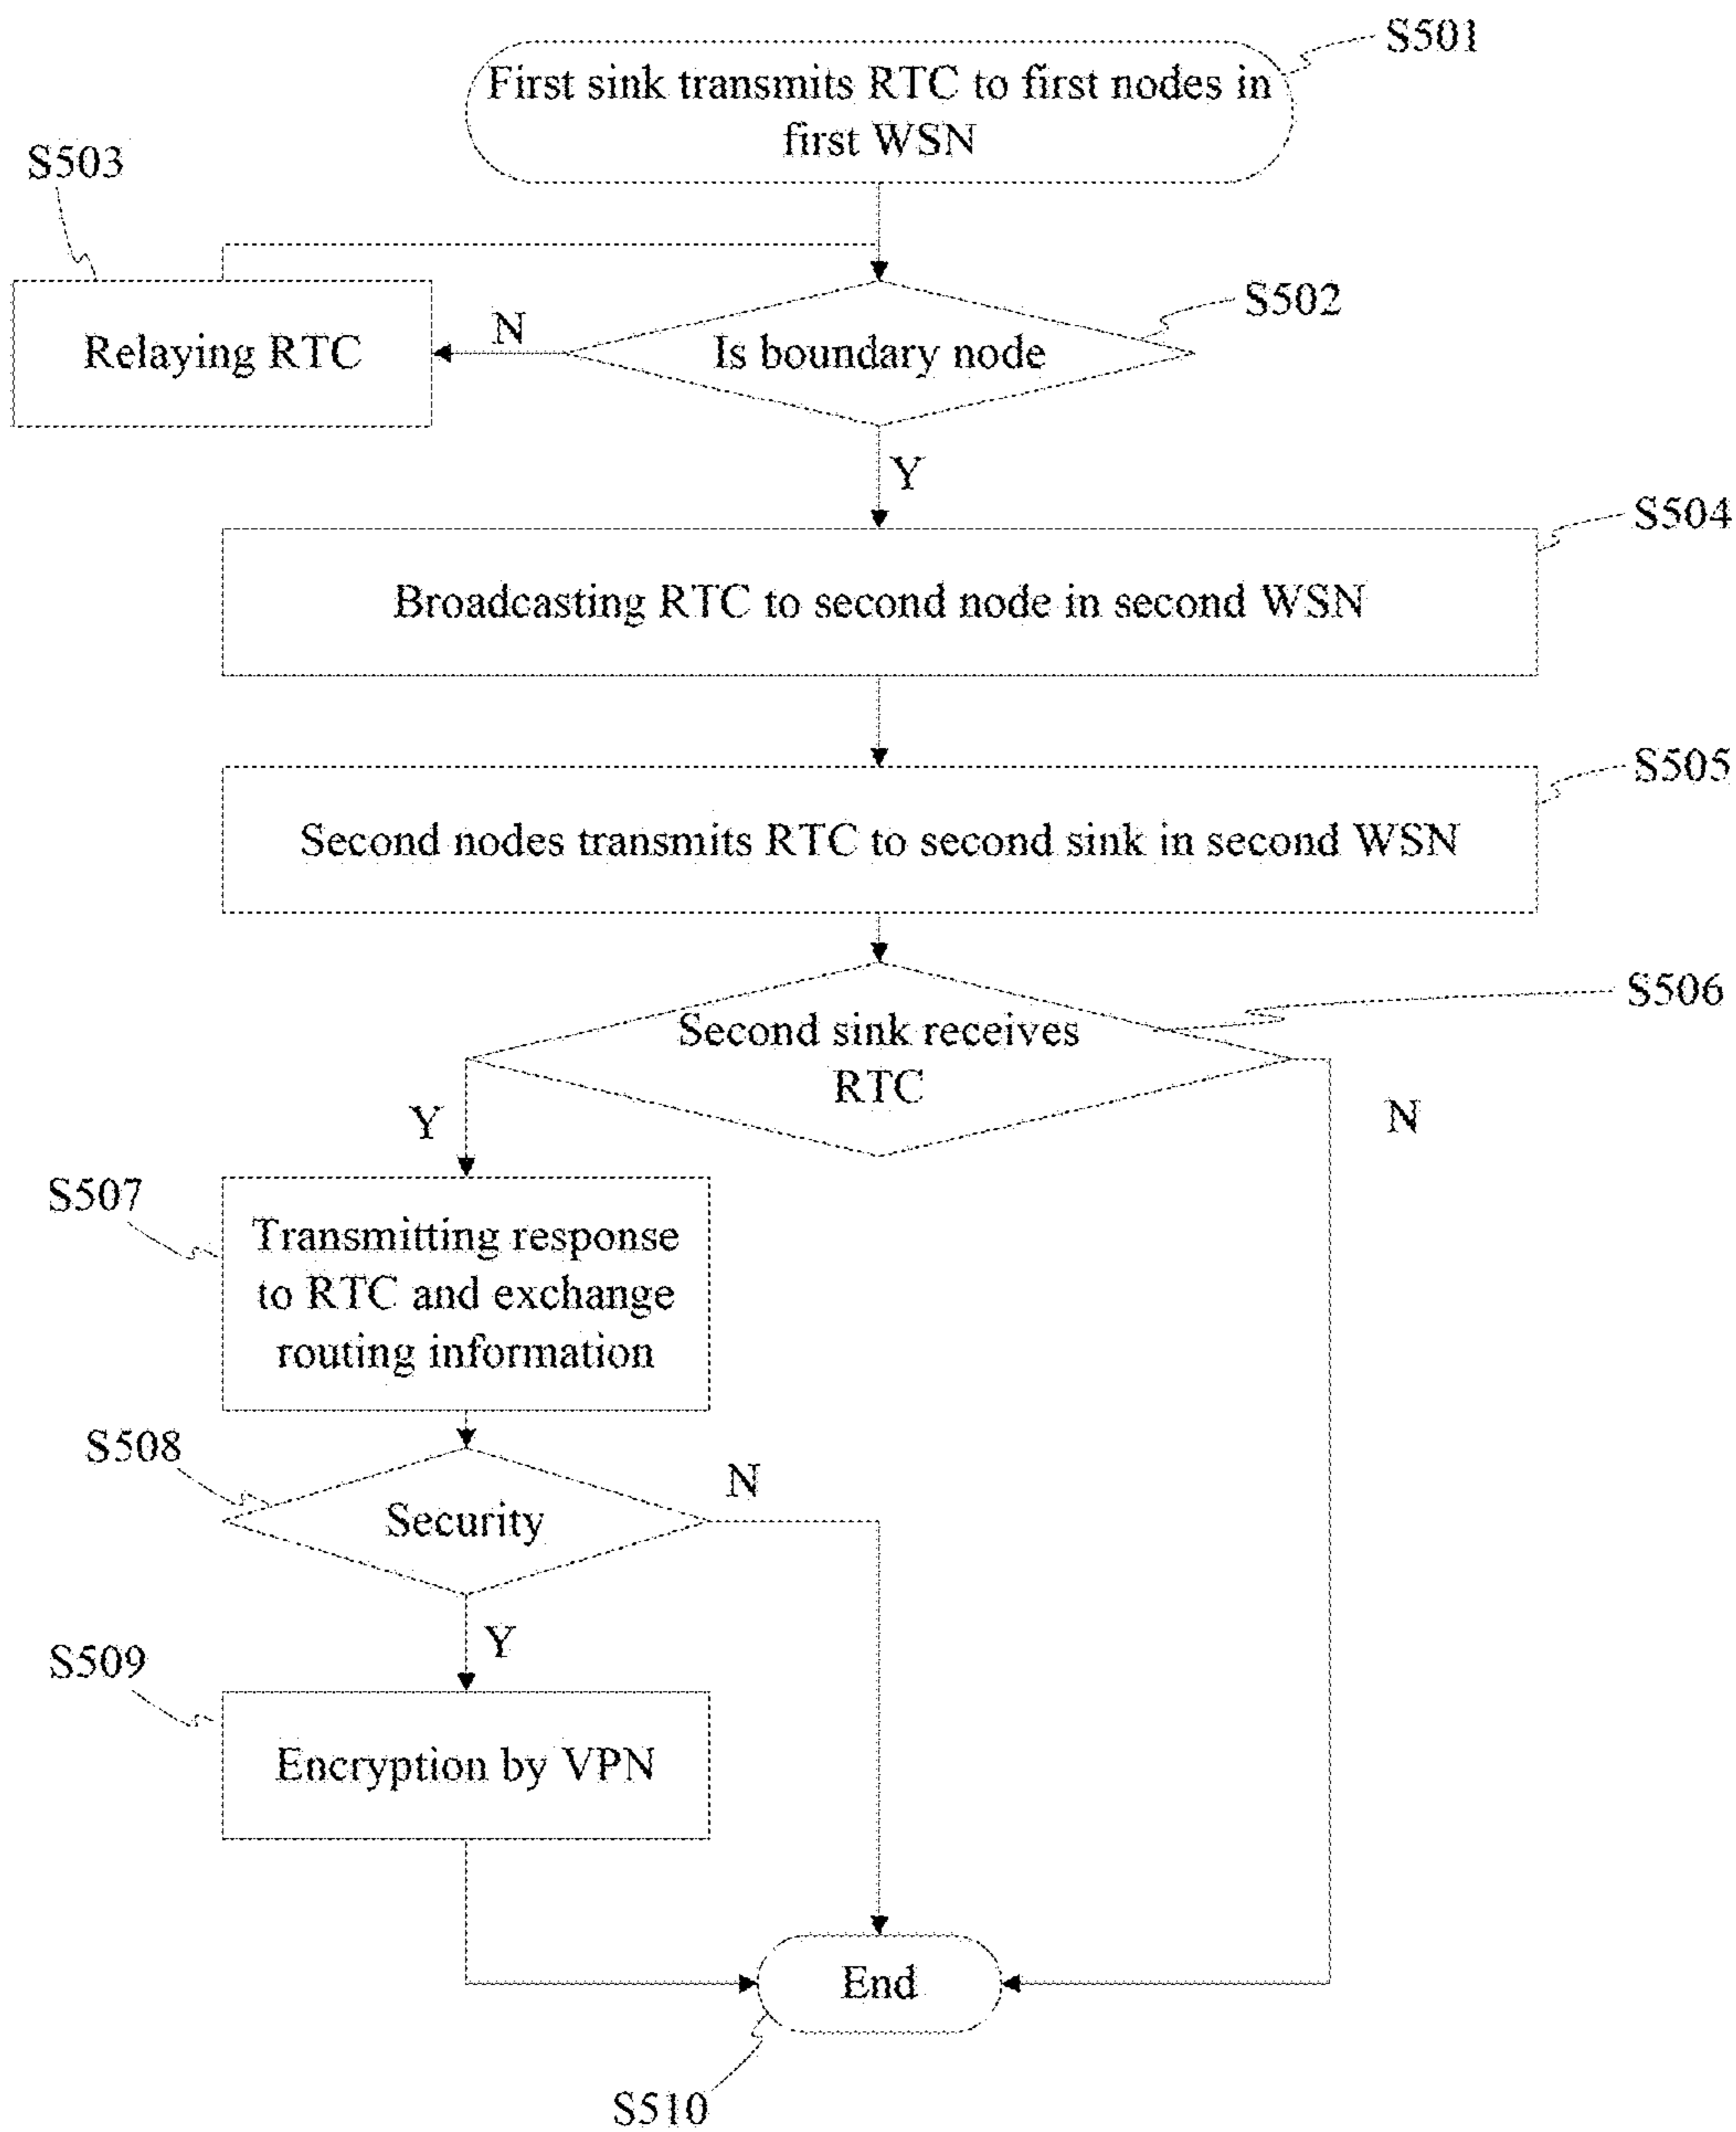 S501
First sink transmits RTC to first nodes in
first WSN
S503
S502
Relaying RTC
N
Is boundary node
Y
S504
Broadcasting RTC to second node in second WSN
S505
Second nodes transmits RTC to second sink in second WSN
S506
Second sink receives
RTC
Y
N
S507
Transmitting response
to RTC and exchange
routing information
S508
N
Security
Y
S509
Encryption by VPN
End
S510